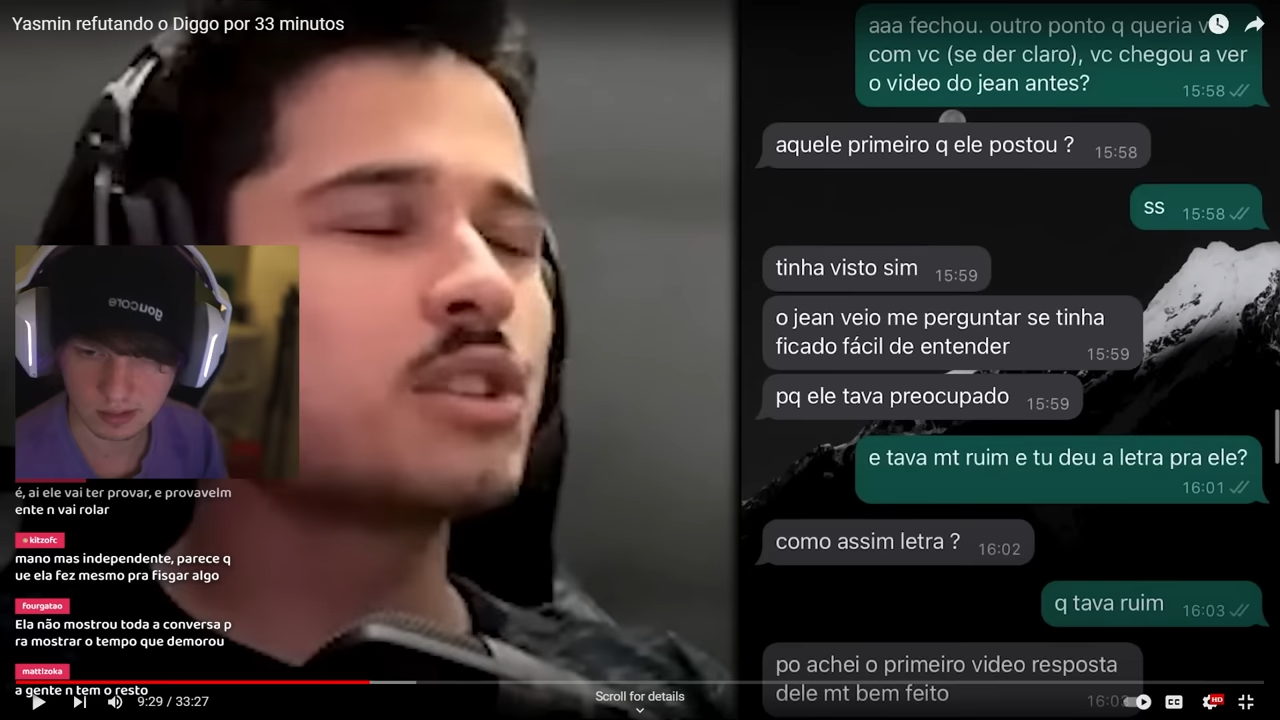 Yasmin refutando o Diggo por 33 minutos
aaa fechou. outro ponto q queria v
com vc (se der claro), vc chegou a ver
o video do jean antes?
15:58
aquele primeiro q ele postou ?
15:58
ss
15:58
tinha visto sim
15:59
o jean veio me perguntar se tinha
ficado fácil de entender
15:59
pq ele tava preocupado
15:59
e tava mt ruim e tu deu a letra pra ele?
16:01
como assim letra ?
16:02
q tava ruim
16:03
po achei o primeiro video resposta
dele mt bem feito
goncore
é, ai ele vai ter provar, e provavelm
ente n vai rolar
kitzofc
mano mas independente, parece q
ue ela fez mesmo pra fisgar algo
fourgatao
Ela não mostrou toda a conversa p
ra mostrar o tempo que demorou
mattizoka
a gente n tem o resto
9:29 / 33:27
Scroll for details
CC
HD